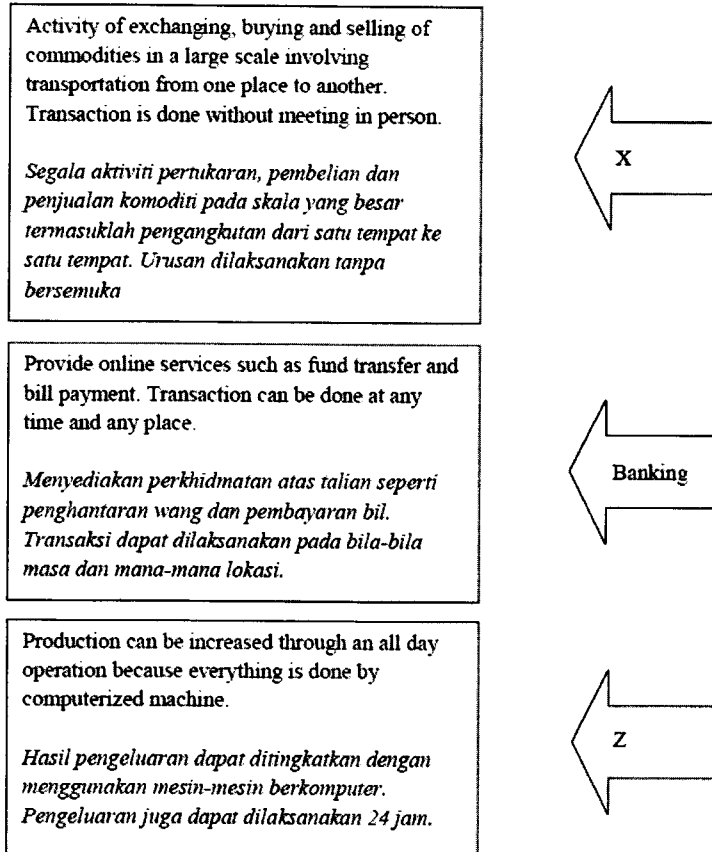 Activity of exchanging, buying and selling of
commodities in a large scale involving
transportation from one place to another.
Transaction is done without meeting in person.
Segala aktiviti pertukaran, pembelian dan
penjualan komoditi pada skala yang besar
termasuklah pengangkutan dari satu tempat ke
satu tempat. Urusan dilaksanakan tanpa
bersemuka
X
Provide online services such as fund transfer and
bill payment. Transaction can be done at any
time and any place.
Menyediakan perkhidmatan atas talian seperti
penghantaran wang dan pembayaran bil.
Transaksi dapat dilaksanakan pada bila-bila
masa dan mana-mana lokasi.
Banking
Production can be increased through an all day
operation because everything is done by
computerized machine.
Hasil pengeluaran dapat ditingkatkan dengan
menggunakan mesin-mesin berkomputer.
Pengeluaran juga dapat dilaksanakan 24 jam.
Z